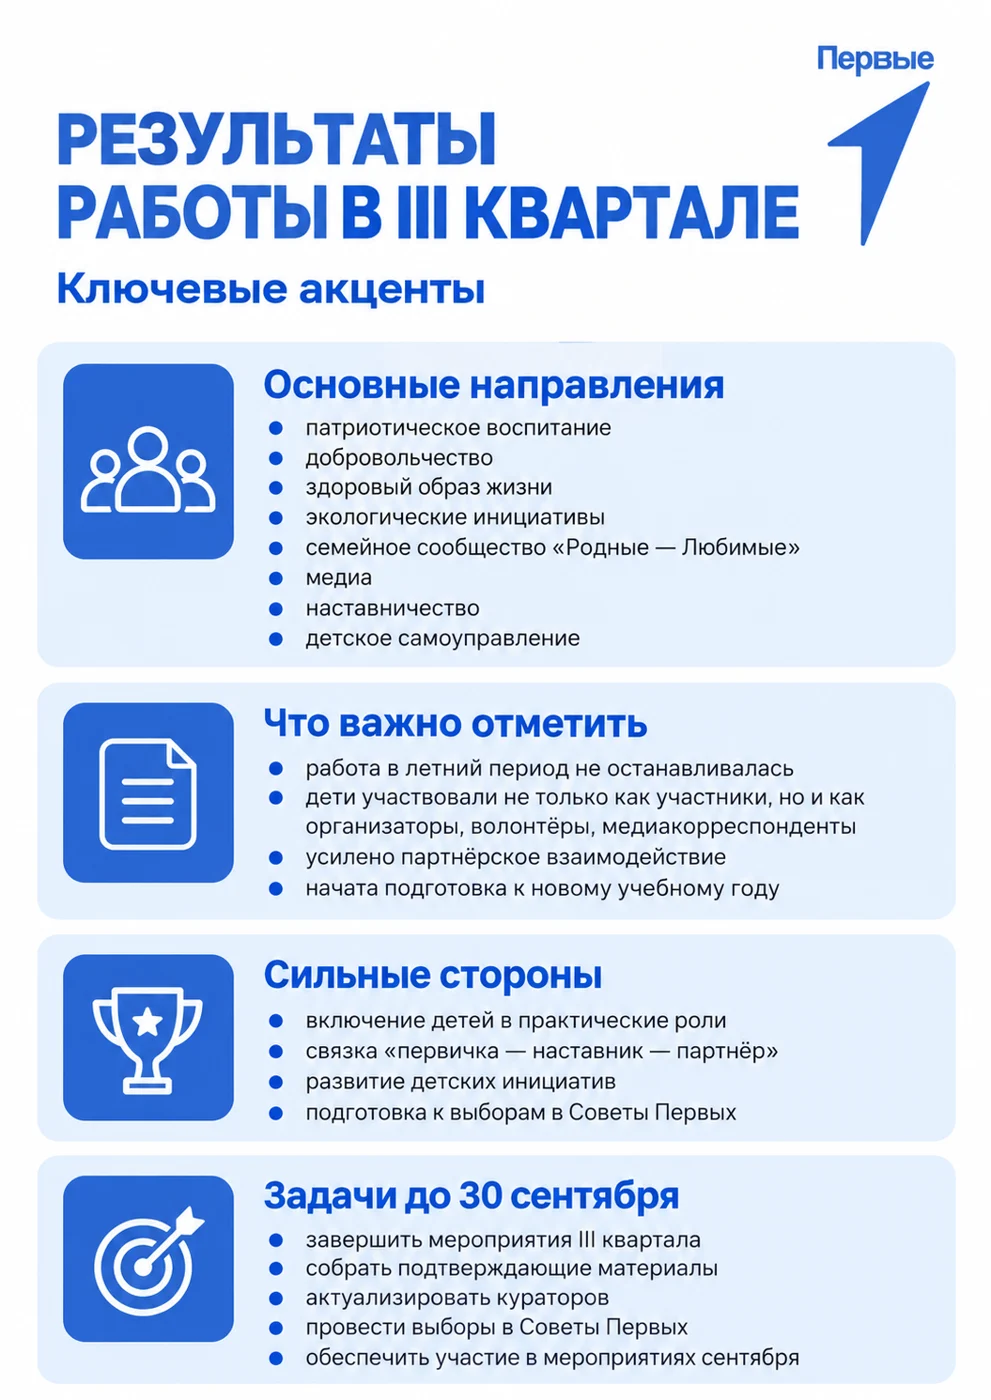 Первые
РЕЗУЛЬТАТЫ
РАБОТЫ В III КВАРТАЛЕ
Ключевые акценты
Основные направления
патриотическое воспитание
добровольчество
здоровый образ жизни
экологические инициативы
семейное сообщество «Родные — Любимые»
медиа
наставничество
детское самоуправление
Что важно отметить
работа в летний период не останавливалась
дети участвовали не только как участники, но и как
организаторы, волонтёры, медиакорреспонденты
усилено партнёрское взаимодействие
начата подготовка к новому учебному году
Сильные стороны
включение детей в практические роли
связка «первичка — наставник — партнёр»
развитие детских инициатив
подготовка к выборам в Советы Первых
Задачи до 30 сентября
завершить мероприятия III квартала
собрать подтверждающие материалы
актуализировать кураторов
провести выборы в Советы Первых
обеспечить участие в мероприятиях сентября